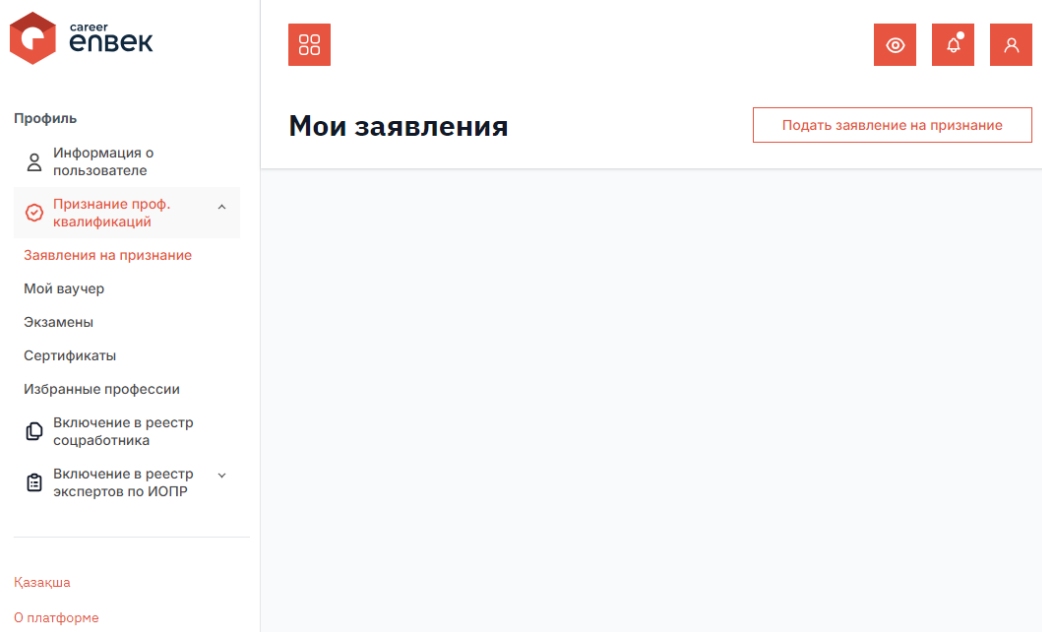 career
enbek
Профиль
Информация о
пользователе
Признание проф.
квалификаций
Заявления на признание
Мой ваучер
Экзамены
Сертификаты
Избранные профессии
Включение в реестр
соцработника
Включение в реестр
экспертов по ИОПР
Қазақша
О платформе
Мои заявления
Подать заявление на признание